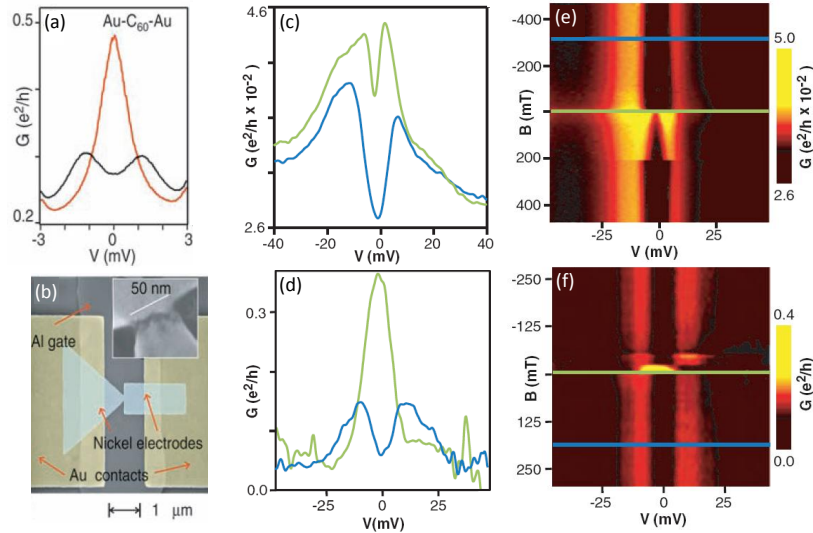 (a)
Au-C60-Au
0.5
G (e²/h)
0.2
-3
0
3
V (mV)
(b)
50 nm
Al gate
Nickel electrodes
Au contacts
1 μm
(c)
4.6
G (e²/h x 10⁻²)
2.6
-40
-20
0
20
40
V (mV)
(d)
0.3
G (e²/h)
0.0
-25
0
25
V(mV)
(e)
-400
-200
B (mT)
200
400
-25
0
25
V (mV)
5.0
G (e²/h x 10⁻²)
2.6
(f)
-250
-125
B (mT)
125
250
-25
0
25
V (mV)
0.4
G (e²/h)
0.0